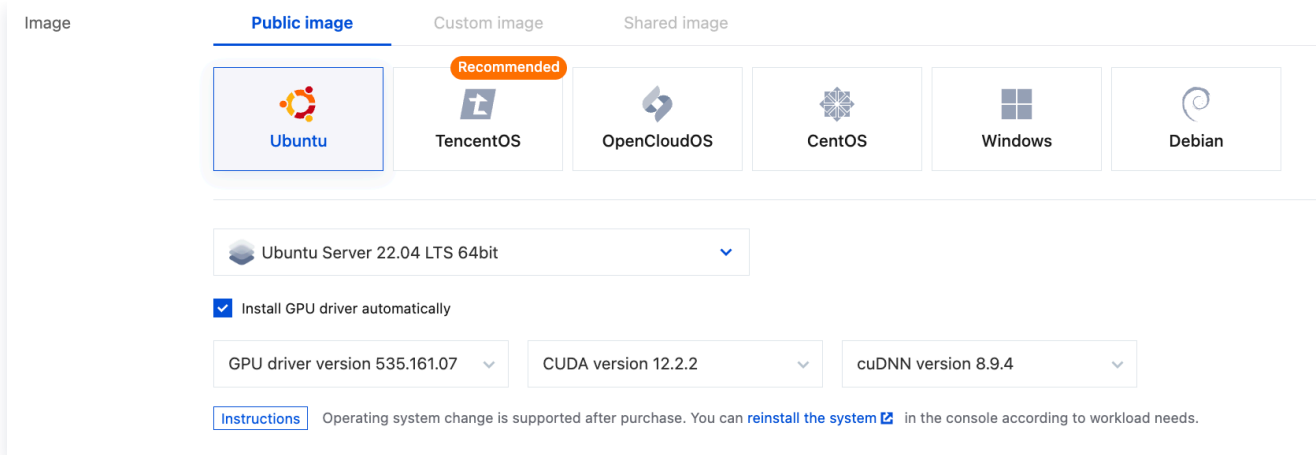 Image
Public image Custom image Shared image
Recommended
Ubuntu TencentOS OpenCloudOS CentOS Windows Debian
Ubuntu Server 22.04 LTS 64bit
Install GPU driver automatically
GPU driver version 535.161.07 CUDA version 12.2.2 cuDNN version 8.9.4
Instructions Operating system change is supported after purchase. You can reinstall the system in the console according to workload needs.